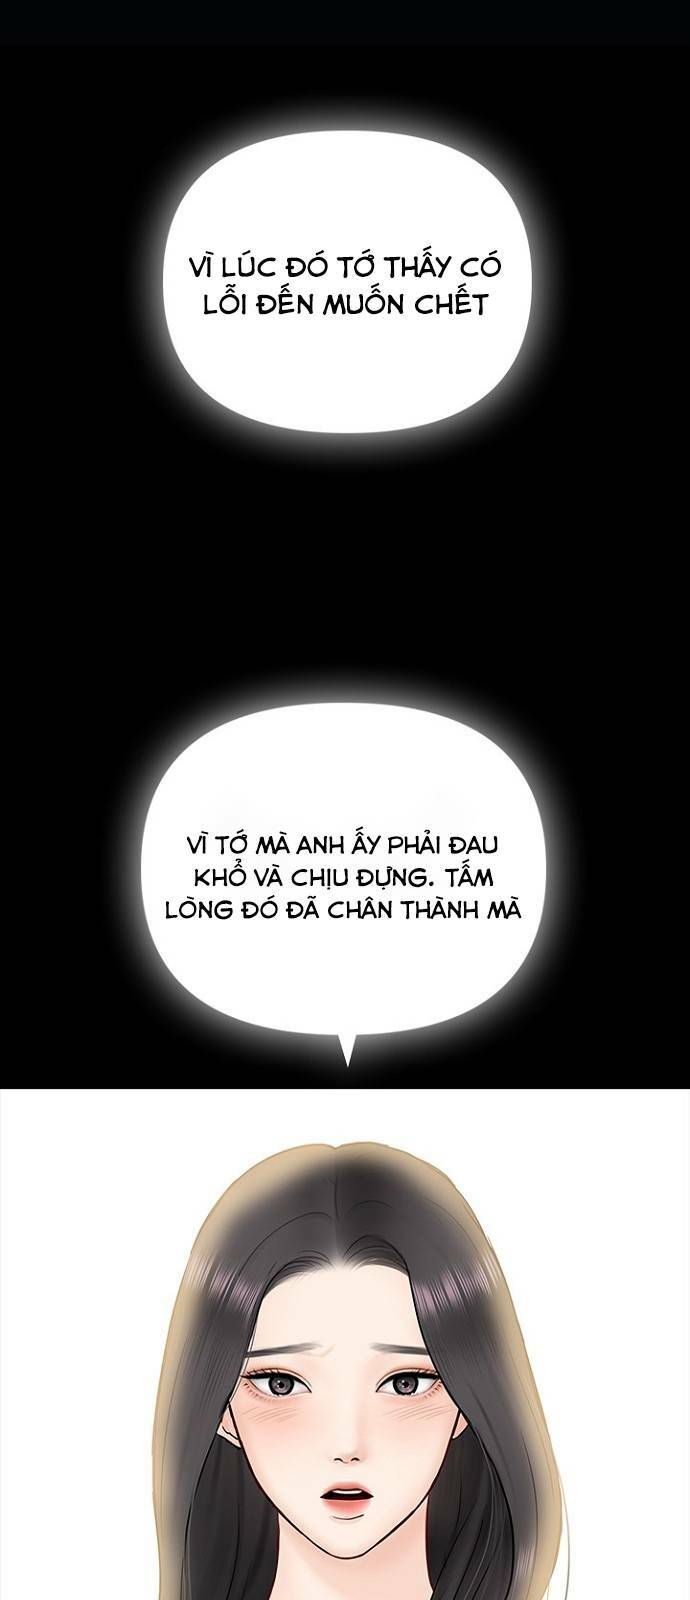 VÌ LÚC ĐÓ TỚ THẤY CÓ
LỖI ĐẾN MUỐN CHẾT
VÌ TỚ MÀ ANH ẤY PHẢI ĐAU
KHỔ VÀ CHỊU ĐỰNG. TẤM
LÒNG ĐÓ ĐÃ CHÂN THÀNH MÀ